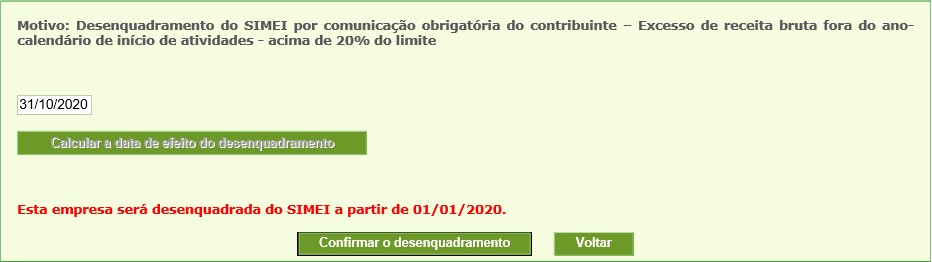 Motivo: Desenquadramento do SIMEI por comunicação obrigatória do contribuinte – Excesso de receita bruta fora do ano-
calendário de início de atividades - acima de 20% do limite
31/10/2020
Calcular a data de efeito do desenquadramento
Esta empresa será desenquadrada do SIMEI a partir de 01/01/2020.
Confirmar o desenquadramento Voltar